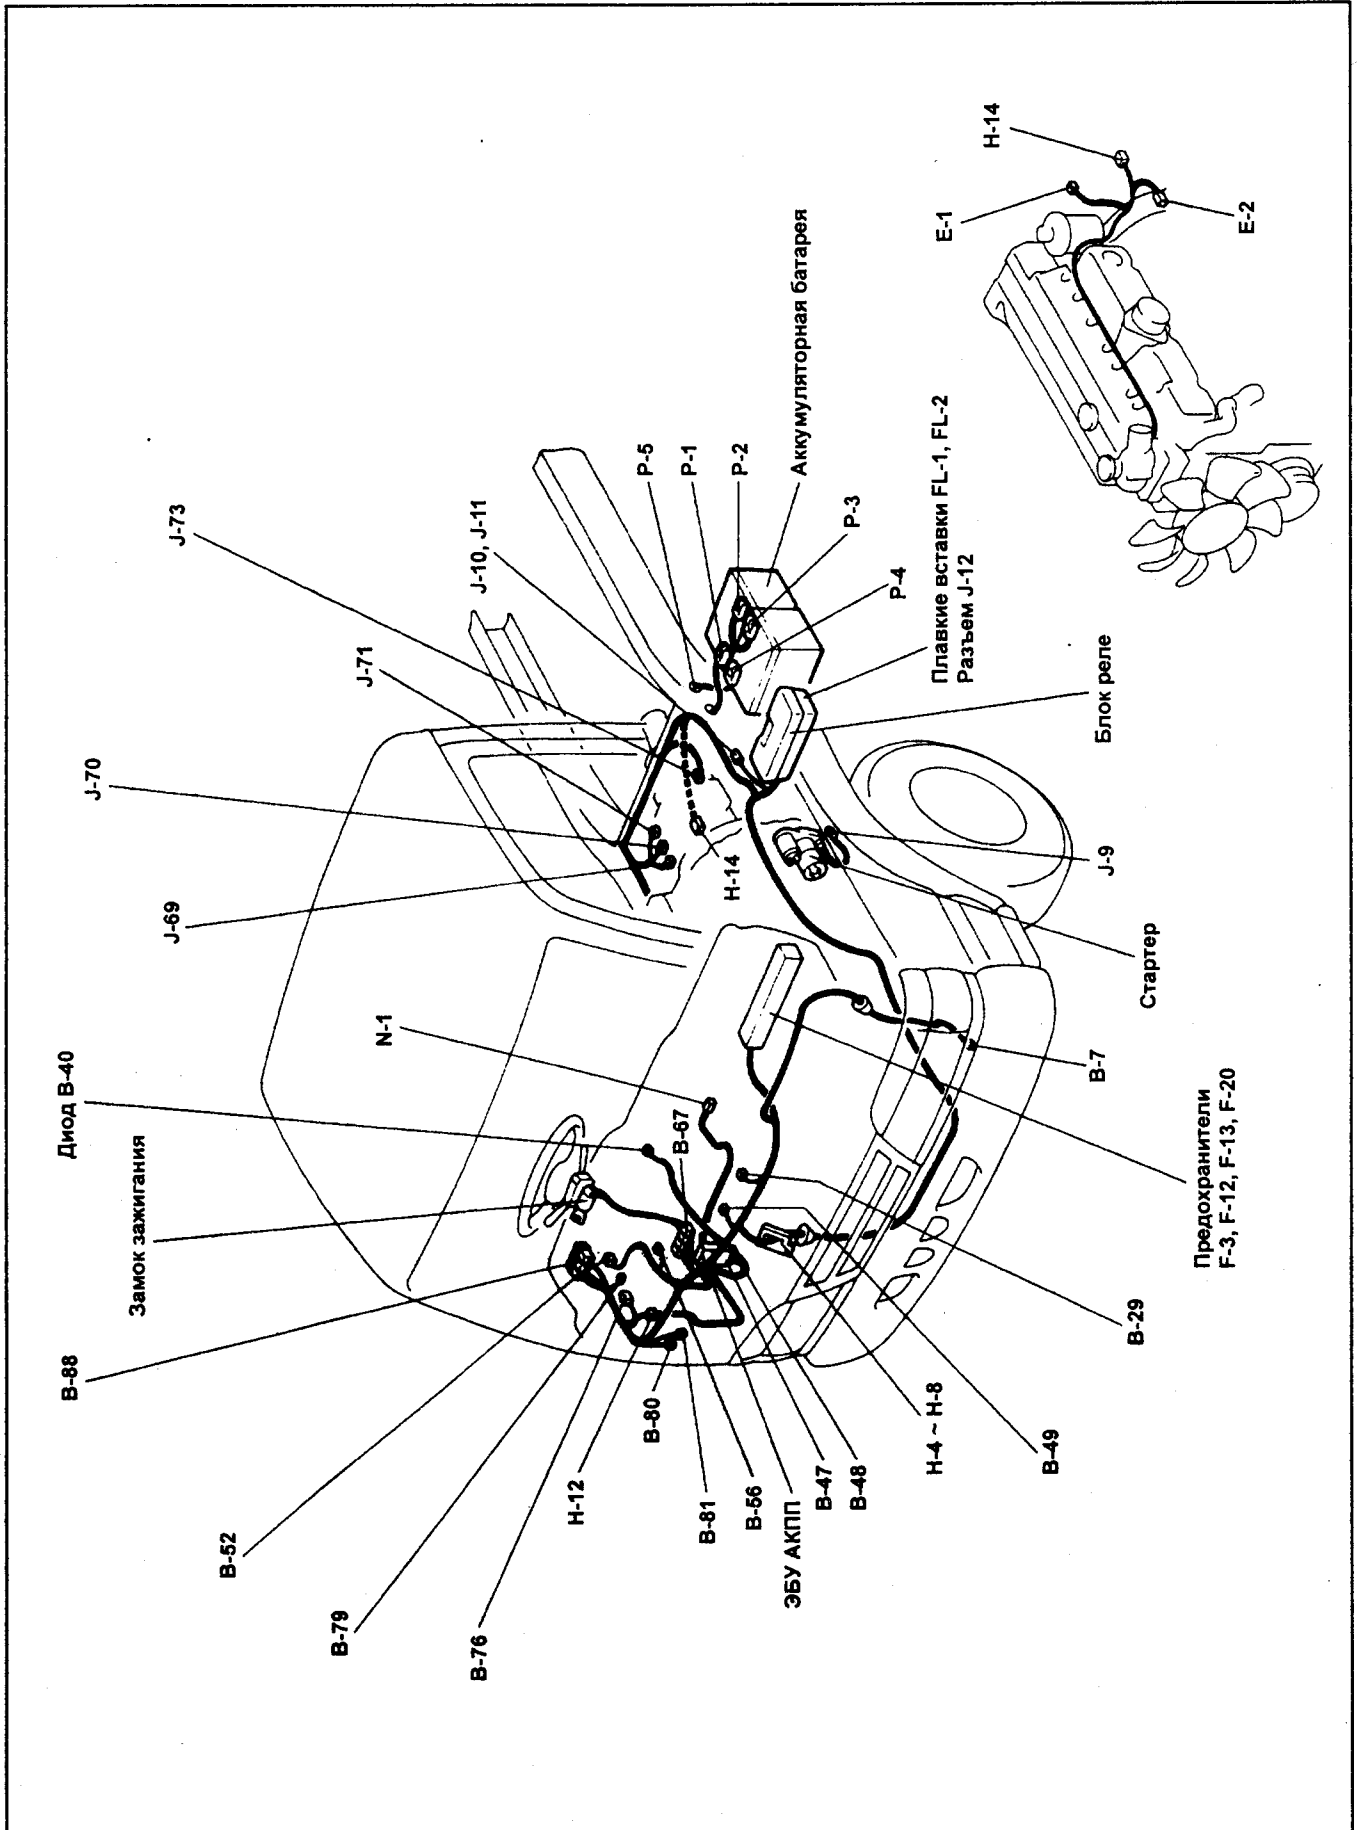 B-88
B-52
B-79
B-76
H-12
B-80
B-81
B-56
ЭБУ АКПП
B-47
B-48
H-4 ~ H-8
B-49
B-29
Замок зажигания
Диод B-40
N-1
B-67
Предохранители
F-3, F-12, F-13, F-20
B-7
Стартер
J-9
J-69
J-70
J-71
J-73
H-14
J-10, J-11
P-5
P-1
P-2
P-3
P-4
Аккумуляторная батарея
Плавкие вставки FL-1, FL-2
Разъем J-12
Блок реле
E-1
H-14
E-2